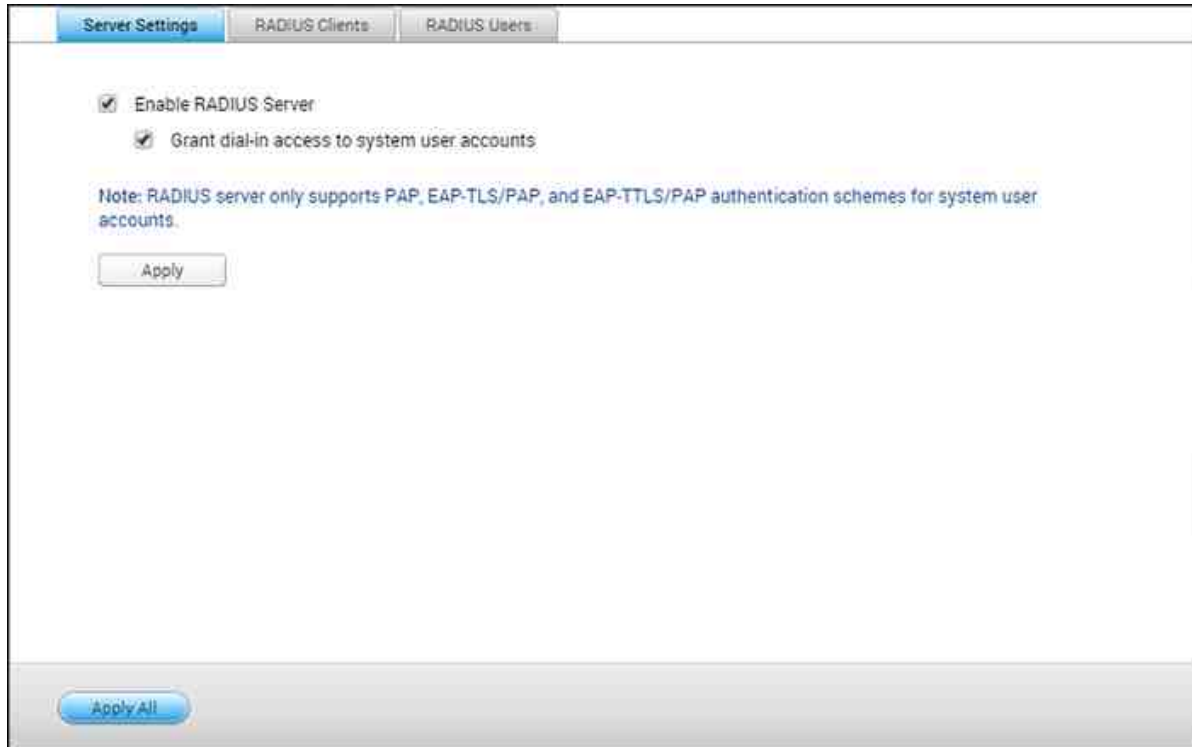 Server Settings
RADIUS Clients
RADIUS Users
Enable RADIUS Server
Grant dial-in access to system user accounts
Note: RADIUS server only supports PAP, EAP-TLS/PAP, and EAP-TTLS/PAP authentication schemes for system user
accounts.
Apply
Apply All